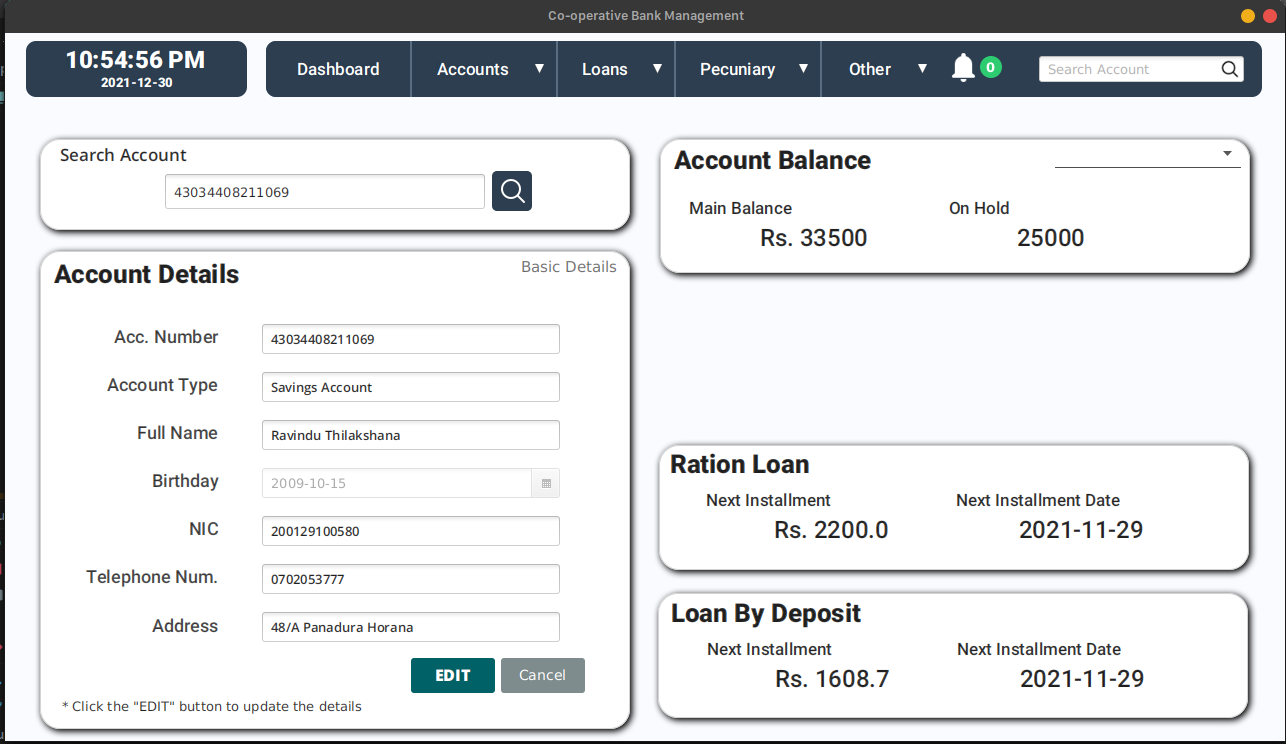 Co-operative Bank Management
10:54:56 PM
2021-12-30
Dashboard
Accounts ▼
Loans ▼
Pecuniary ▼
Other ▼
0
Search Account
Search Account
43034408211069
Account Details
Basic Details
Acc. Number 43034408211069
Account Type Savings Account
Full Name Ravindu Thilakshana
Birthday 2009-10-15
NIC 200129100580
Telephone Num. 0702053777
Address 48/A Panadura Horana
EDIT Cancel
* Click the "EDIT" button to update the details
Account Balance
Main Balance On Hold
Rs. 33500 25000
Ration Loan
Next Installment Next Installment Date
Rs. 2200.0 2021-11-29
Loan By Deposit
Next Installment Next Installment Date
Rs. 1608.7 2021-11-29